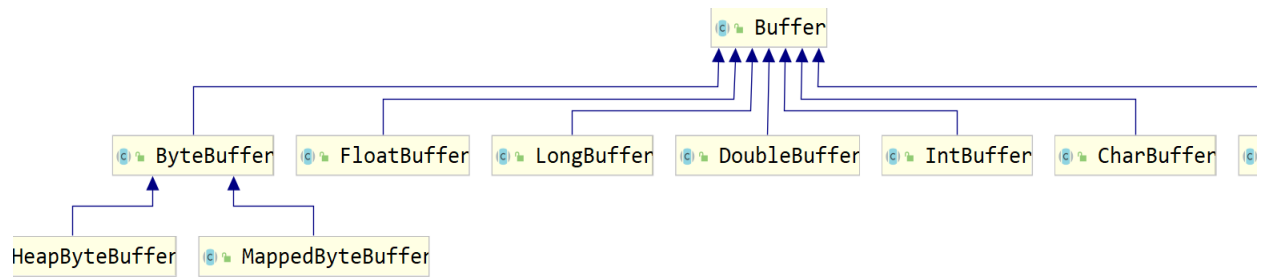 Buffer
ByteBuffer FloatBuffer LongBuffer DoubleBuffer IntBuffer CharBuffer
HeapByteBuffer MappedByteBuffer